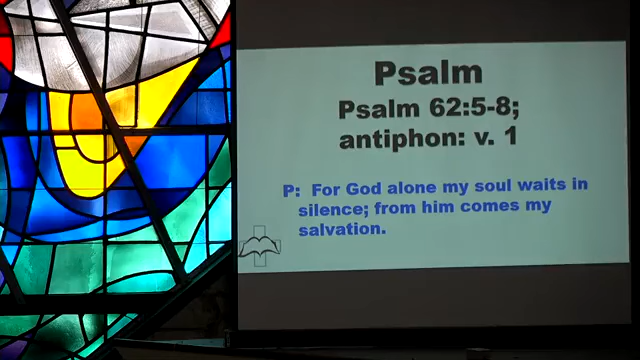 Psalm
Psalm 62:5-8;
antiphon: v. 1
P: For God alone my soul waits in
silence; from him comes my
salvation.